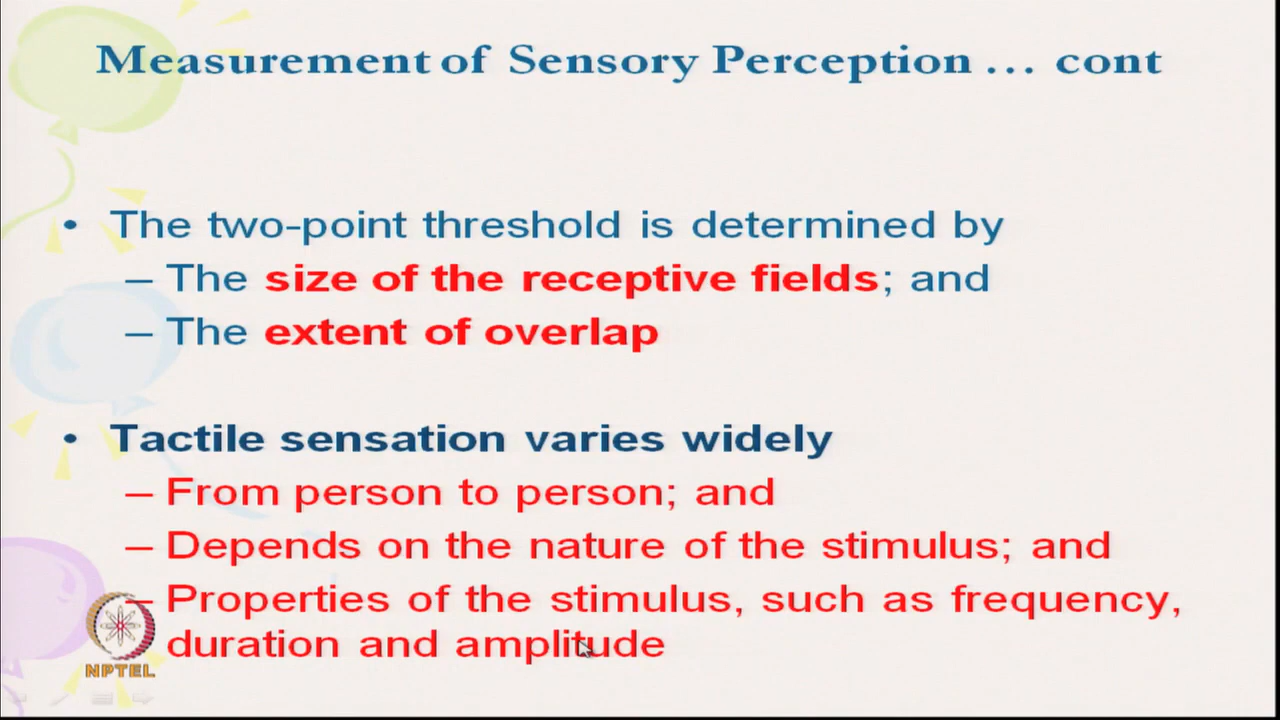 Measurement of Sensory Perception ... cont
• The two-point threshold is determined by
– The size of the receptive fields; and
– The extent of overlap
• Tactile sensation varies widely
– From person to person; and
– Depends on the nature of the stimulus; and
– Properties of the stimulus, such as frequency,
duration and amplitude
NPTEL